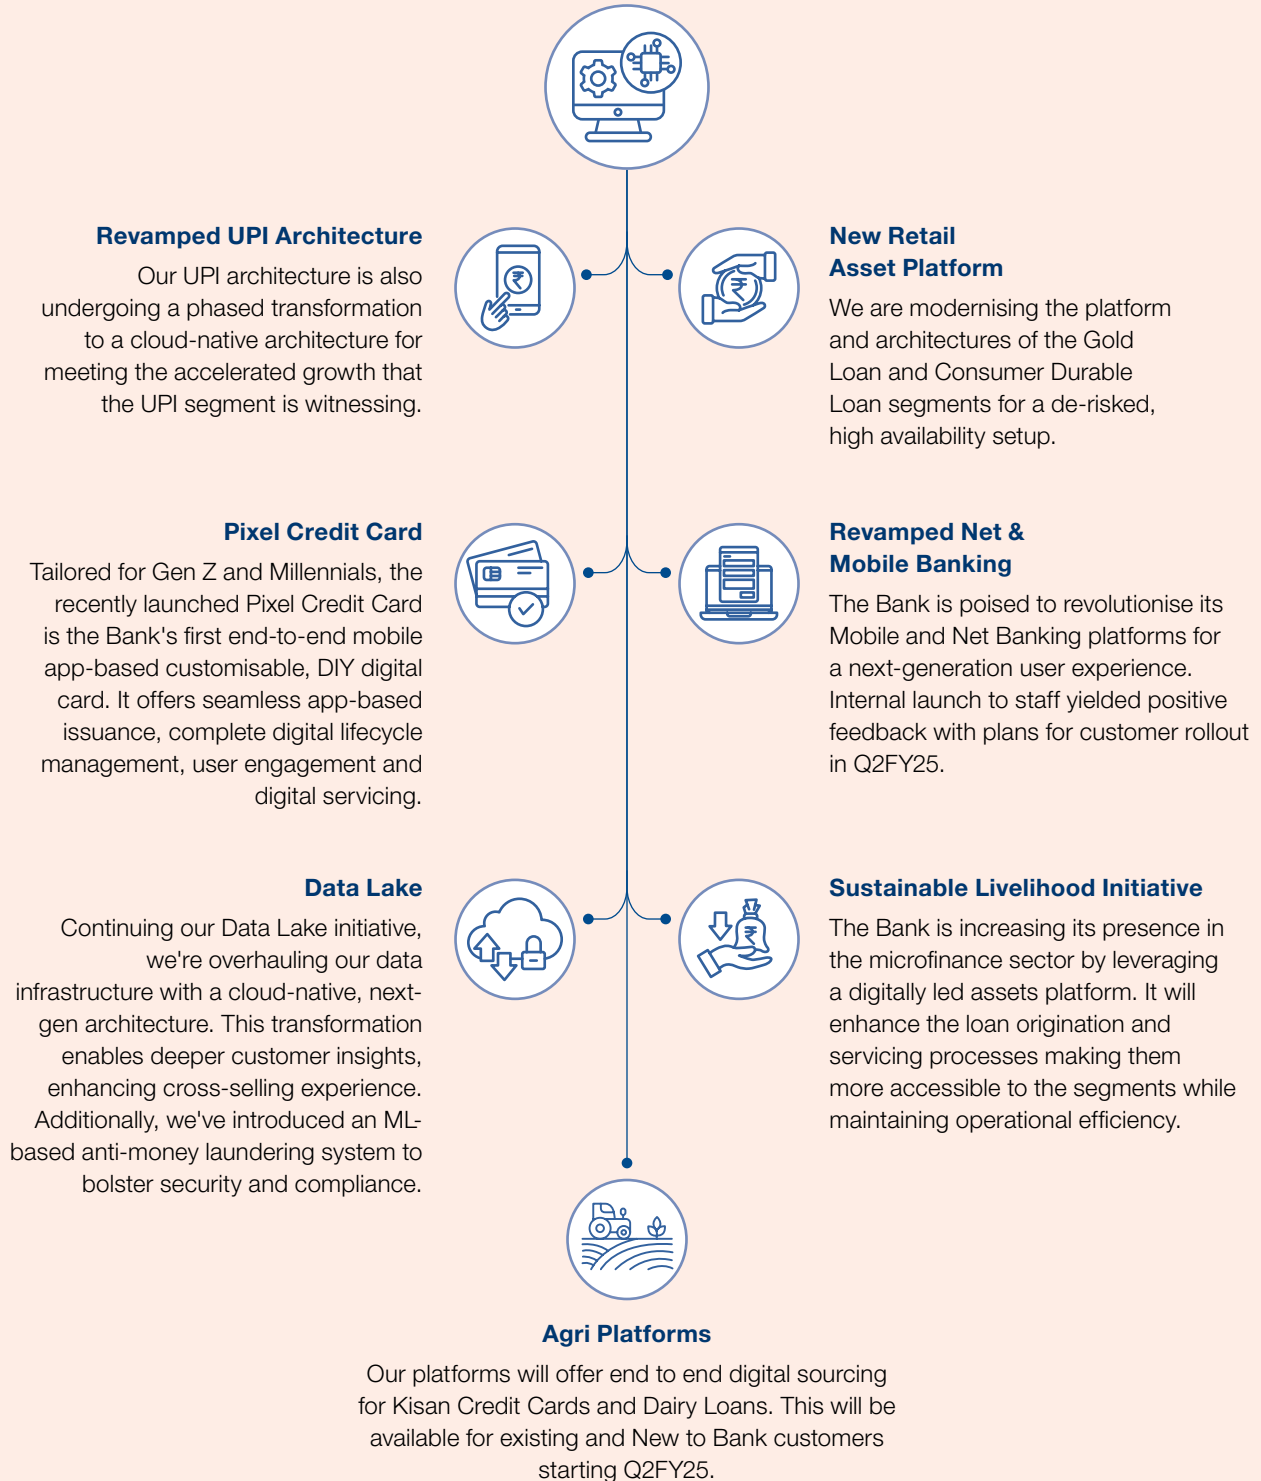 Revamped UPI Architecture
Our UPI architecture is also
undergoing a phased transformation
to a cloud-native architecture for
meeting the accelerated growth that
the UPI segment is witnessing.
New Retail
Asset Platform
We are modernising the platform
and architectures of the Gold
Loan and Consumer Durable
Loan segments for a de-risked,
high availability setup.
Pixel Credit Card
Tailored for Gen Z and Millennials, the
recently launched Pixel Credit Card
is the Bank's first end-to-end mobile
app-based customisable, DIY digital
card. It offers seamless app-based
issuance, complete digital lifecycle
management, user engagement and
digital servicing.
Revamped Net &
Mobile Banking
The Bank is poised to revolutionise its
Mobile and Net Banking platforms for
a next-generation user experience.
Internal launch to staff yielded positive
feedback with plans for customer rollout
in Q2FY25.
Data Lake
Continuing our Data Lake initiative,
we're overhauling our data
infrastructure with a cloud-native, next-
gen architecture. This transformation
enables deeper customer insights,
enhancing cross-selling experience.
Additionally, we've introduced an ML-
based anti-money laundering system to
bolster security and compliance.
Sustainable Livelihood Initiative
The Bank is increasing its presence in
the microfinance sector by leveraging
a digitally led assets platform. It will
enhance the loan origination and
servicing processes making them
more accessible to the segments while
maintaining operational efficiency.
Agri Platforms
Our platforms will offer end to end digital sourcing
for Kisan Credit Cards and Dairy Loans. This will be
available for existing and New to Bank customers
starting Q2FY25.